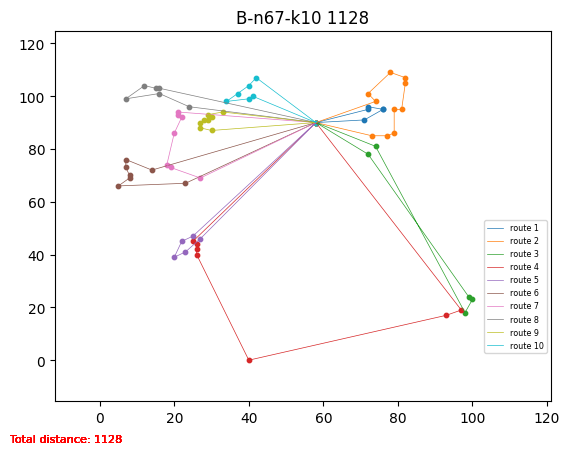 B-n67-k10 1128
120
100
80
60
40
20
0
route 1
route 2
route 3
route 4
route 5
route 6
route 7
route 8
route 9
route 10
0 20 40 60 80 100 120
Total distance: 1128